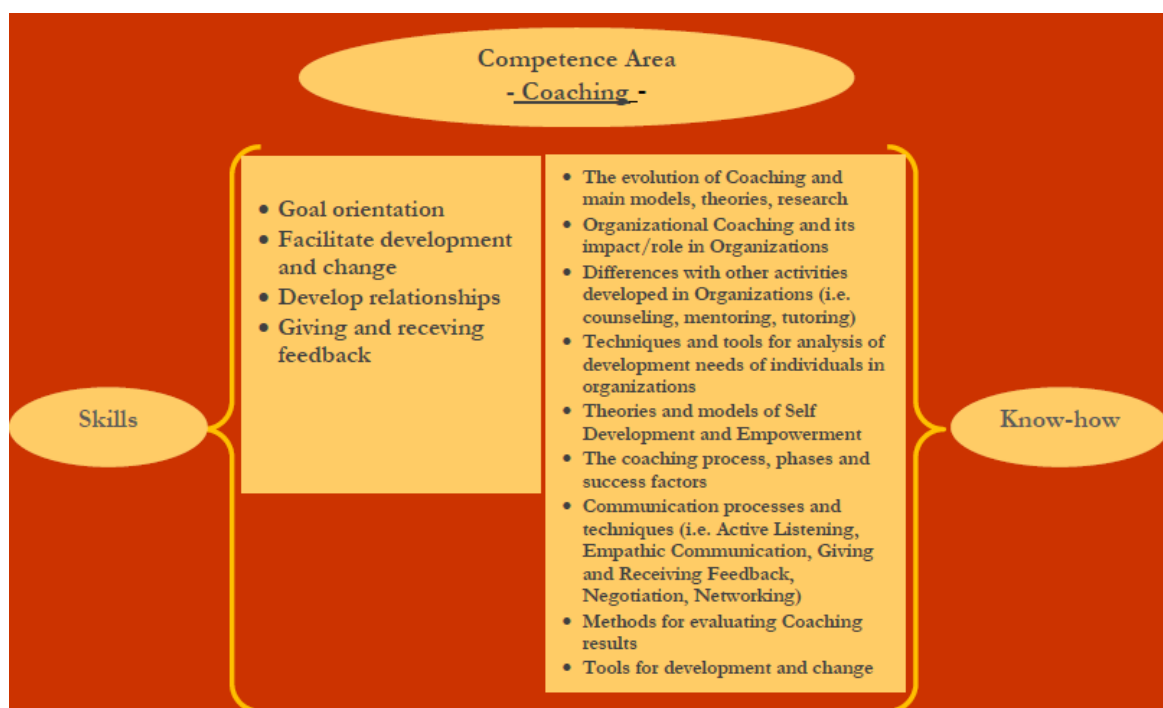 Competence Area
- Coaching -
Skills
• Goal orientation
• Facilitate development
and change
• Develop relationships
• Giving and receving
feedback
• The evolution of Coaching and
main models, theories, research
• Organizational Coaching and its
impact/role in Organizations
• Differences with other activities
developed in Organizations (i.e.
counseling, mentoring, tutoring)
• Techniques and tools for analysis of
development needs of individuals in
organizations
• Theories and models of Self
Development and Empowerment
• The coaching process, phases and
success factors
• Communication processes and
techniques (i.e. Active Listening,
Empathic Communication, Giving
and Receiving Feedback,
Negotiation, Networking)
• Methods for evaluating Coaching
results
• Tools for development and change
Know-how